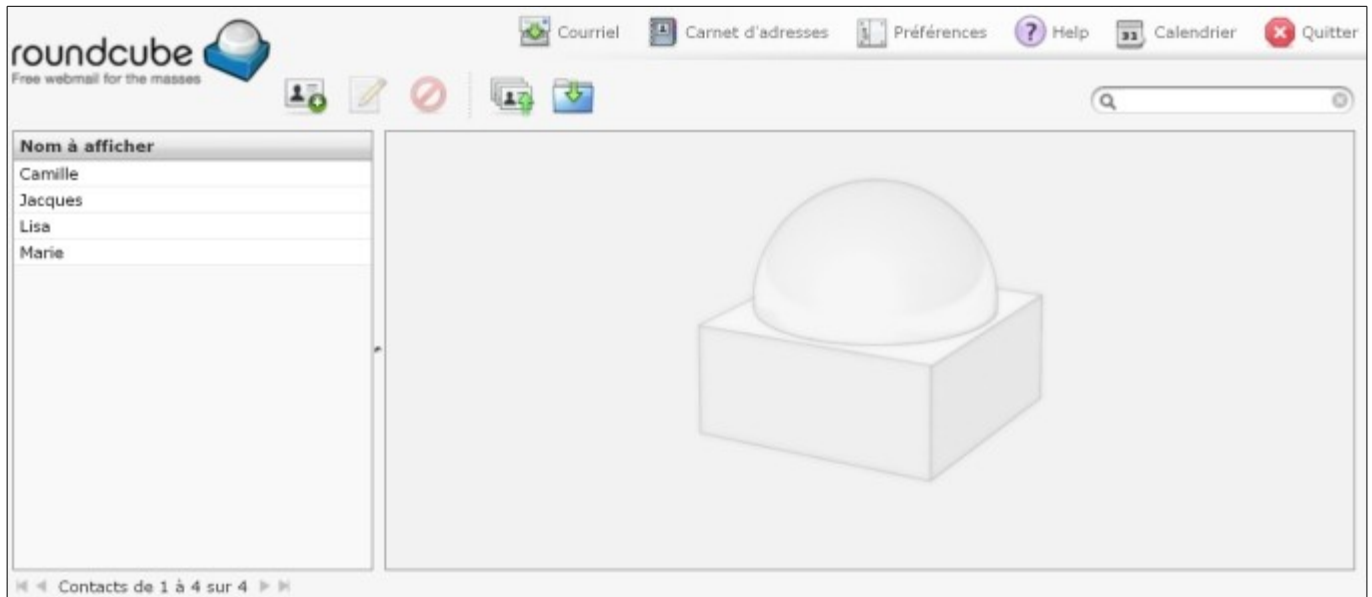 roundcube
Free webmail for the masses
Courriel Carnet d'adresses Préférences ? Help 31 Calendrier Quitter
Nom à afficher
Camille
Jacques
Lisa
Marie
Contacts de 1 à 4 sur 4